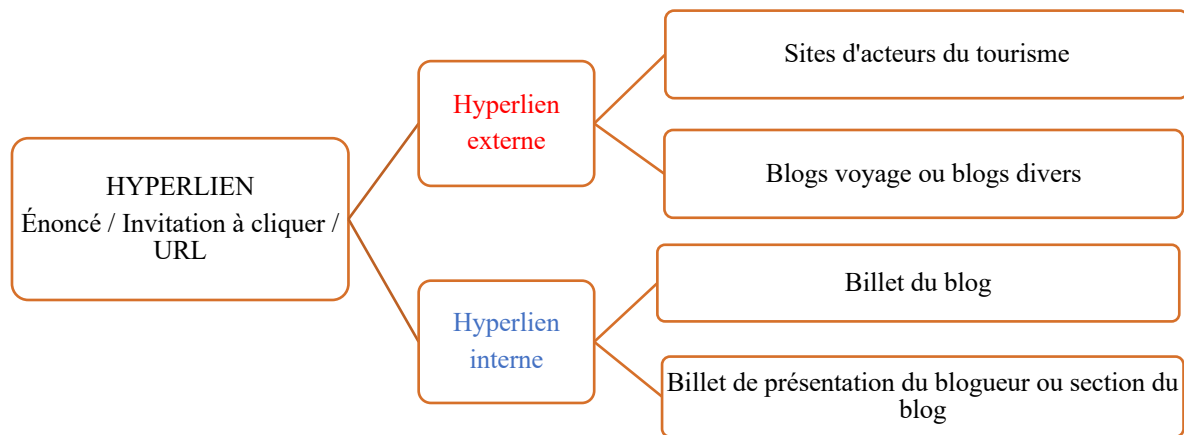 HYPERLIEN
Énoncé / Invitation à cliquer /
URL
Hyperlien
externe
Sites d'acteurs du tourisme
Blogs voyage ou blogs divers
Hyperlien
interne
Billet du blog
Billet de présentation du blogueur ou section du
blog